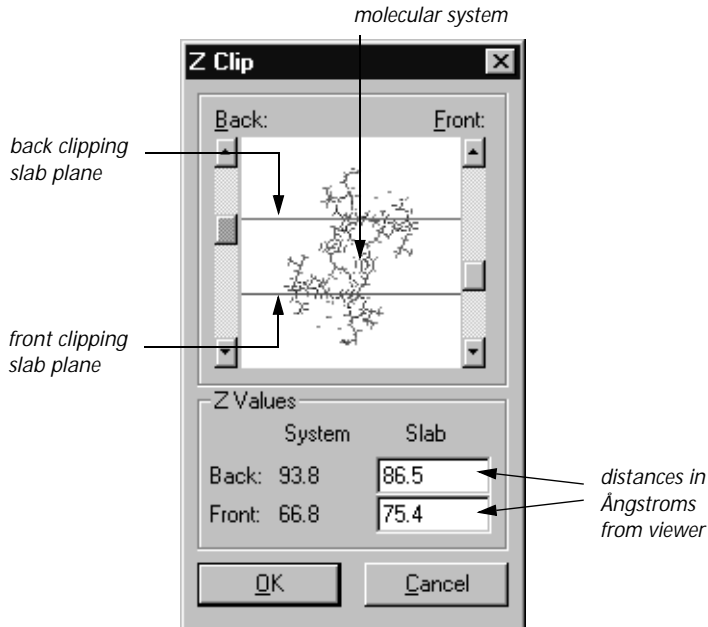 molecular system
Z Clip
Back:
Front:
back clipping
slab plane
front clipping
slab plane
Z Values
System Slab
Back: 93.8 86.5
Front: 66.8 75.4
distances in
Ångstroms
from viewer
OK
Cancel